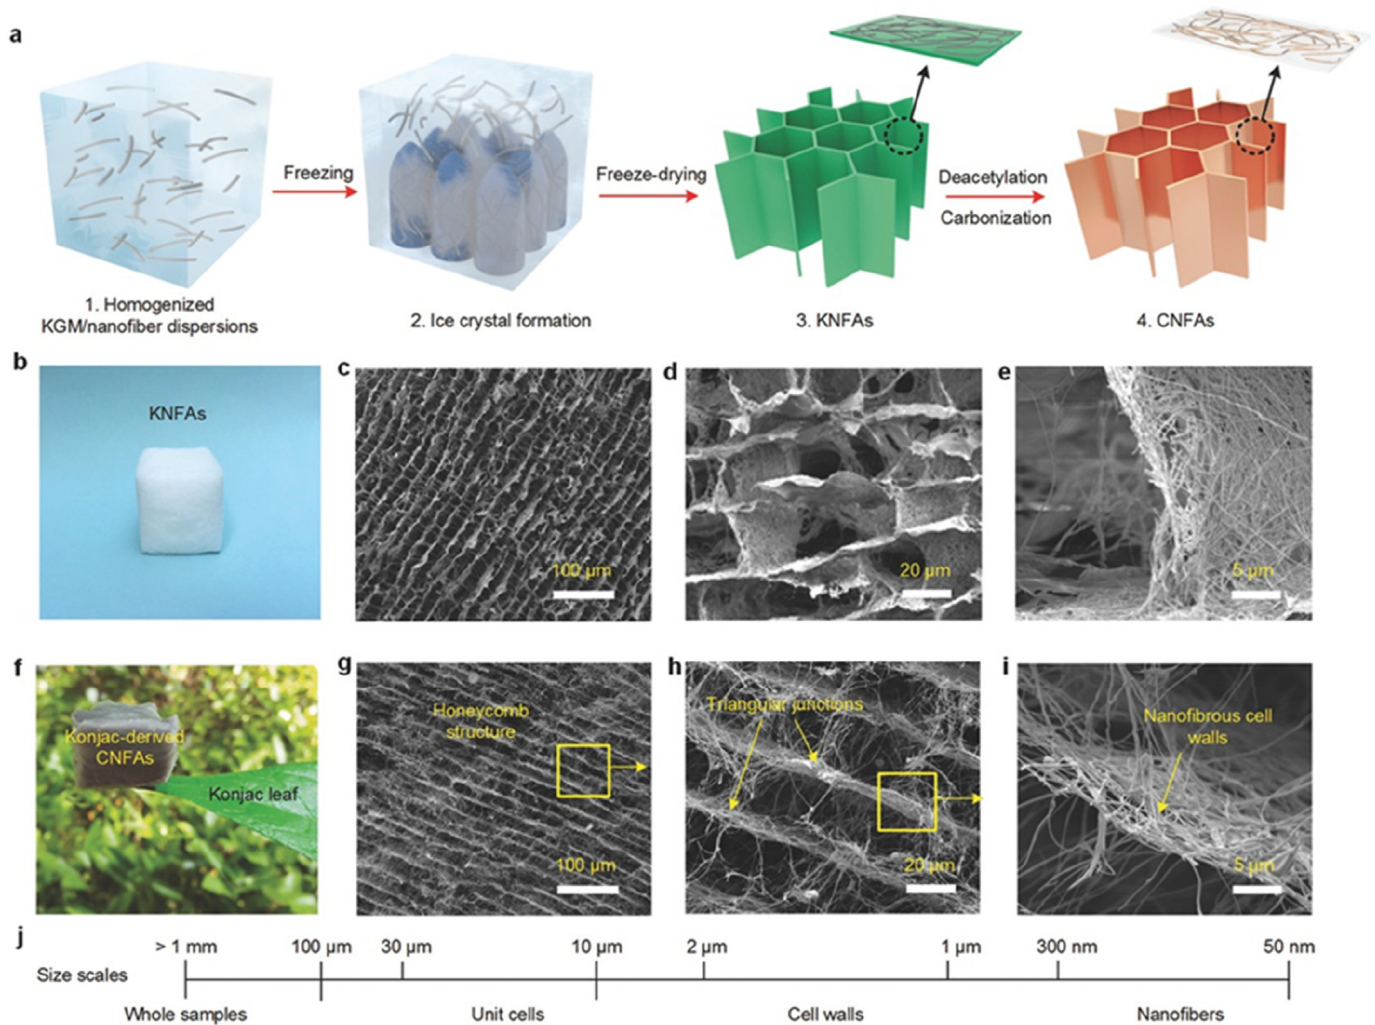 a
Freezing
Freeze-drying
Deacetylation
Carbonization
1. Homogenized
KGM/nanofiber dispersions
2. Ice crystal formation
3. KNFAs
4. CNFAs
b
KNFAs
c
100 µm
d
20 µm
e
5 µm
f
Konjac-derived
CNFAs
Konjac leaf
g
Honeycomb
structure
100 µm
h
Triangular junctions
20 µm
i
Nanofibrous cell
walls
5 µm
j
> 1 mm 100 µm 30 µm 10 µm 2 µm 1 µm 300 nm 50 nm
Size scales
Whole samples Unit cells Cell walls Nanofibers